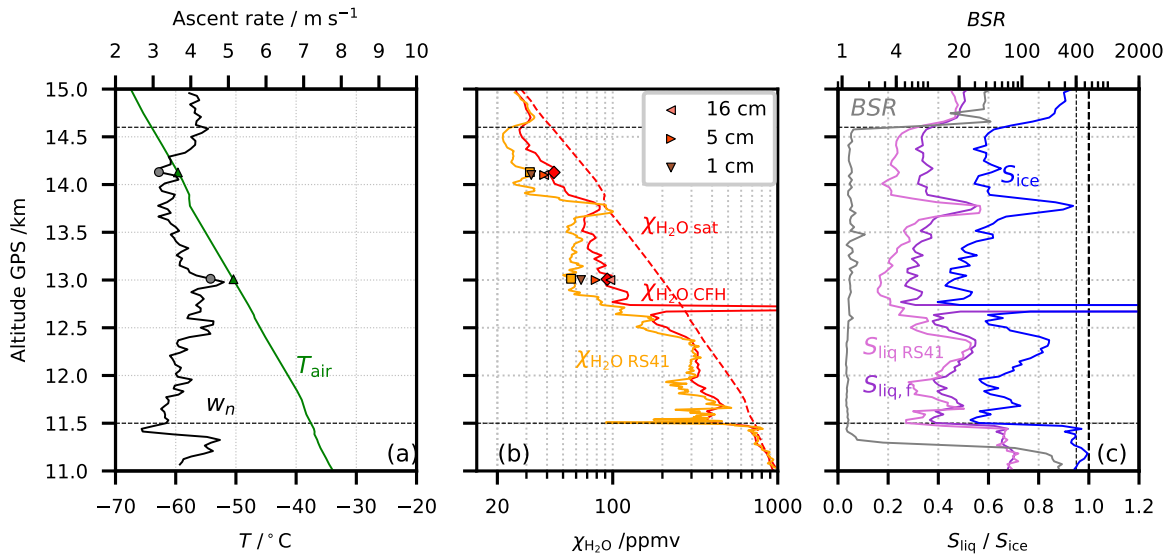 Ascent rate / m s⁻¹
2 3 4 5 6 7 8 9 10
15.0
14.5
14.0
13.5
13.0
12.5
12.0
11.5
11.0
Altitude GPS /km
T_air
w_n
(a)
−70 −60 −50 −40 −30 −20
T / °C
16 cm
5 cm
1 cm
χ_H₂O sat
χ_H₂O CFH
χ_H₂O RS41
(b)
20 100 1000
χ_H₂O /ppmv
BSR
1 4 20 100 400 2000
BSR
S_ice
S_liq RS41
S_liq, f
(c)
0.0 0.2 0.4 0.6 0.8 1.0 1.2
S_liq / S_ice